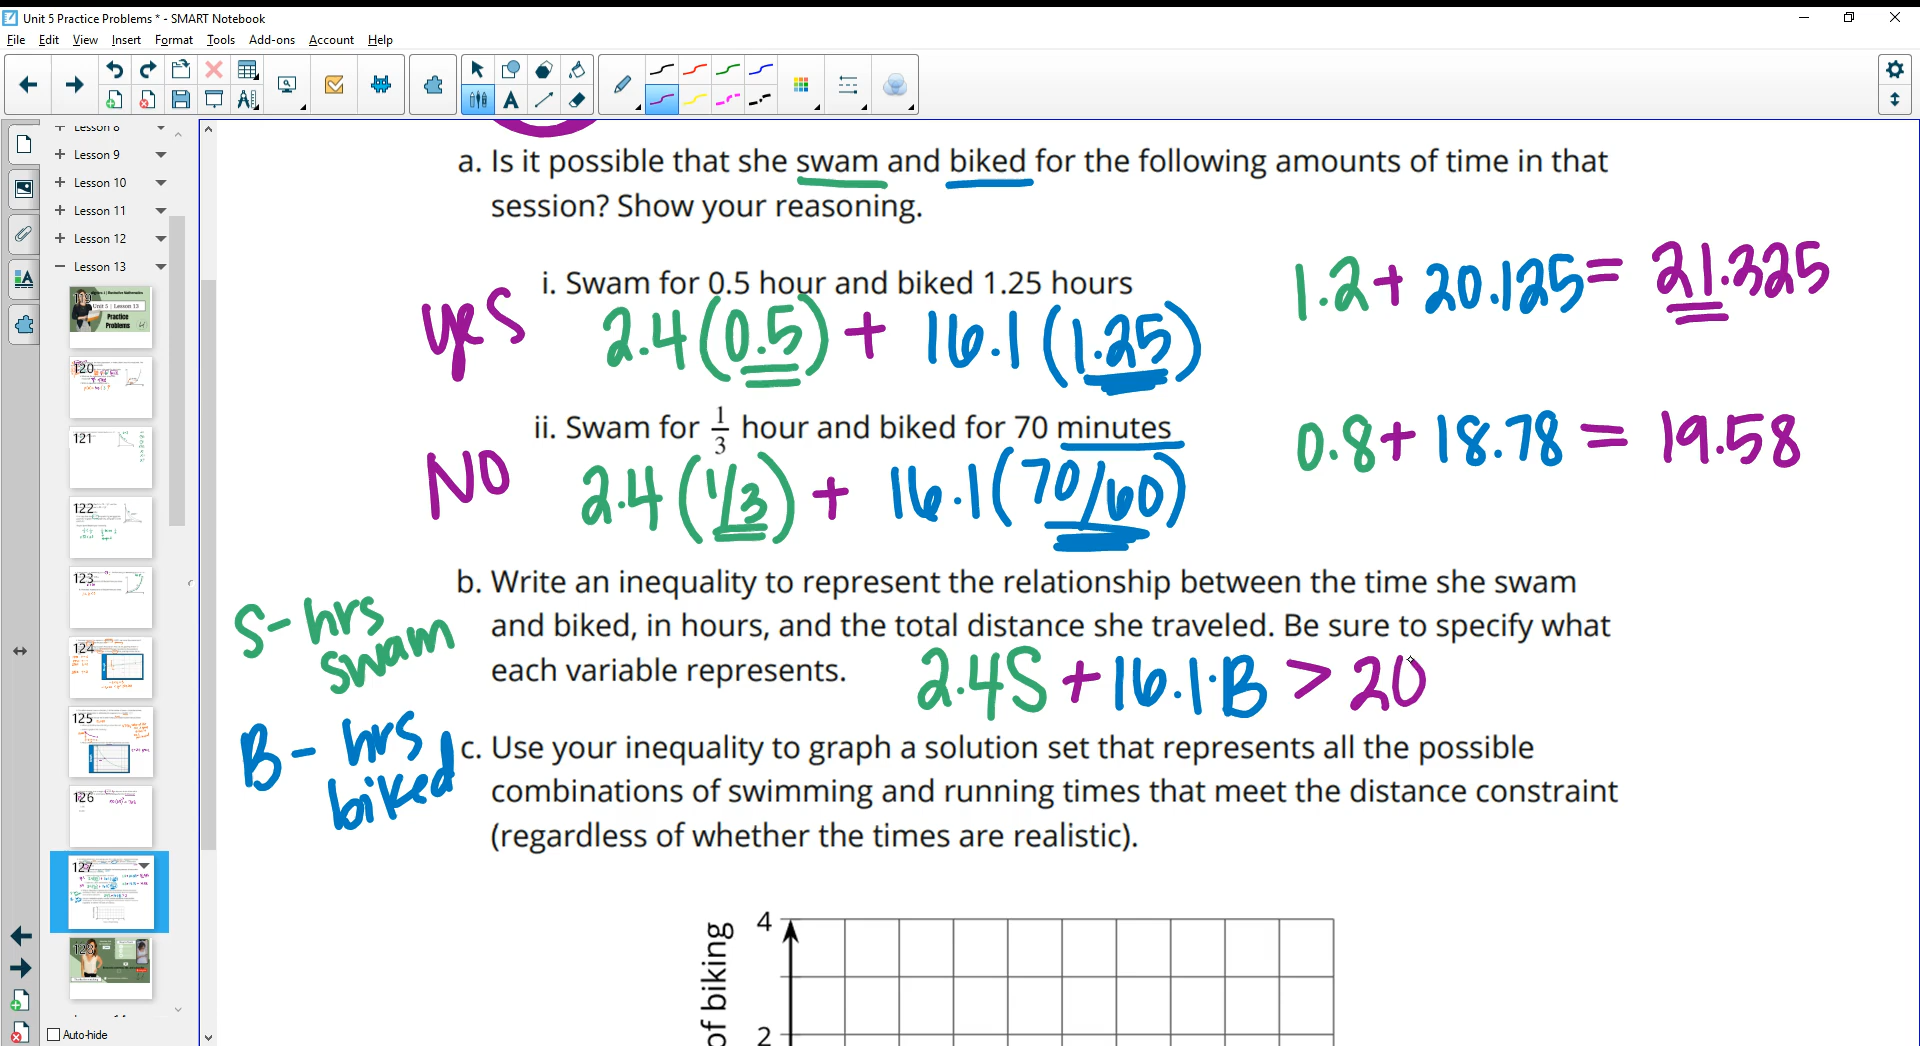 Unit 5 Practice Problems * - SMART Notebook
File Edit View Insert Format Tools Add-ons Account Help
Lesson 8
Lesson 9
Lesson 10
Lesson 11
Lesson 12
Lesson 13
Unit 5 | Lesson 13
Practice
Problems
120
121
122
123
124
125
126
127
128
Auto-hide
a. Is it possible that she swam and biked for the following amounts of time in that
session? Show your reasoning.
i. Swam for 0.5 hour and biked 1.25 hours
yes 2.4(0.5) + 16.1(1.25)
1.2 + 20.125 = 21.325
ii. Swam for 1/3 hour and biked for 70 minutes
NO 2.4(1/3) + 16.1(70/60)
0.8 + 18.78 = 19.58
b. Write an inequality to represent the relationship between the time she swam
and biked, in hours, and the total distance she traveled. Be sure to specify what
each variable represents.
S - hrs
swam
2.4S + 16.1·B > 20
B - hrs
biked
c. Use your inequality to graph a solution set that represents all the possible
combinations of swimming and running times that meet the distance constraint
(regardless of whether the times are realistic).
of biking
4
2